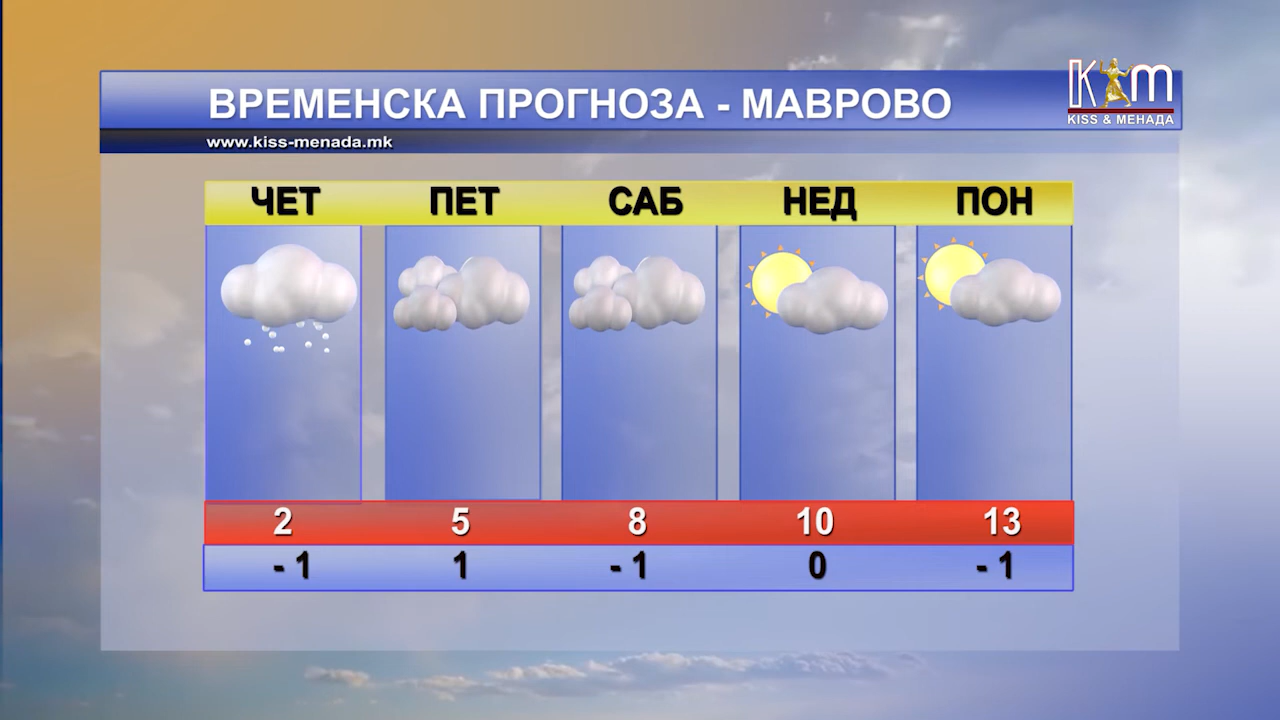 ВРЕМЕНСКА ПРОГНОЗА - МАВРОВО
KM
KISS & МЕНАДА
www.kiss-menada.mk
ЧЕТ ПЕТ САБ НЕД ПОН
2 5 8 10 13
- 1 1 - 1 0 - 1